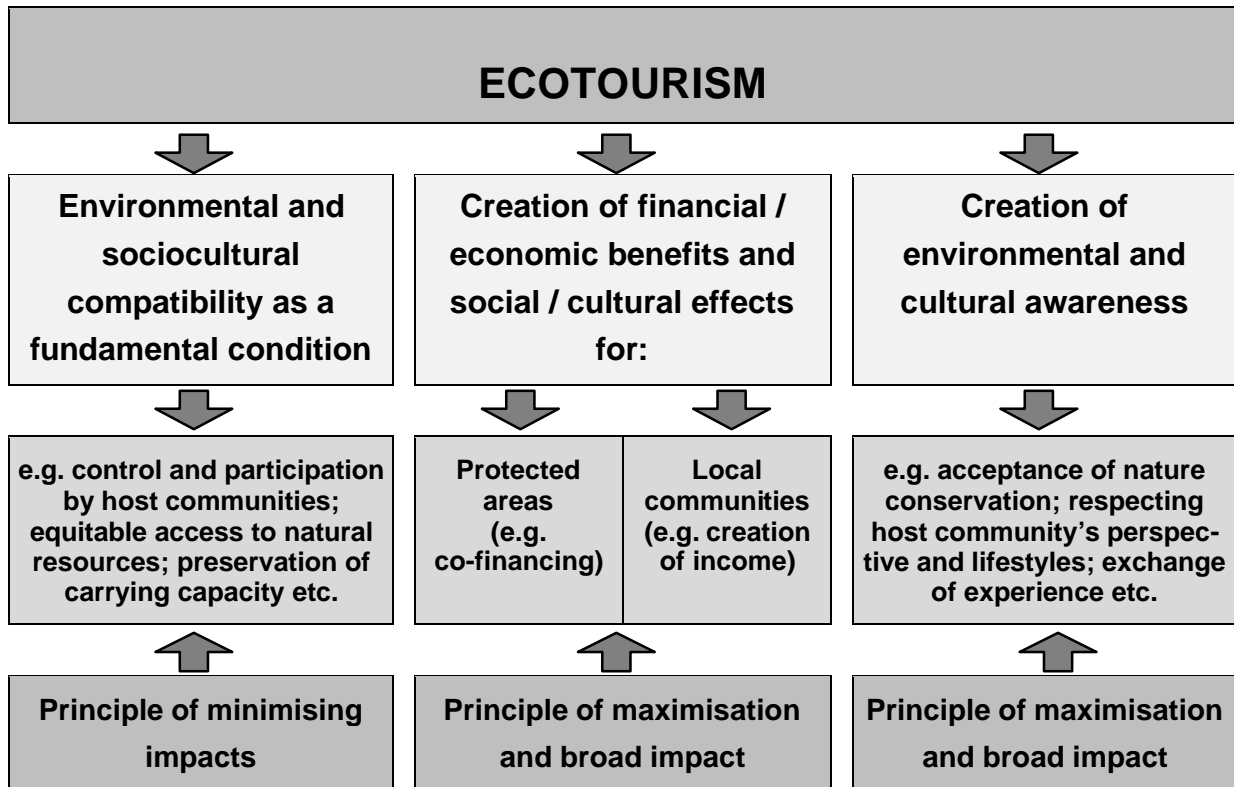 ECOTOURISM
Environmental and
sociocultural
compatibility as a
fundamental condition
Creation of financial /
economic benefits and
social / cultural effects
for:
Creation of
environmental and
cultural awareness
e.g. control and participation
by host communities;
equitable access to natural
resources; preservation of
carrying capacity etc.
Protected
areas
(e.g.
co-financing)
Local
communities
(e.g. creation
of income)
e.g. acceptance of nature
conservation; respecting
host community’s perspec-
tive and lifestyles; exchange
of experience etc.
Principle of minimising
impacts
Principle of maximisation
and broad impact
Principle of maximisation
and broad impact